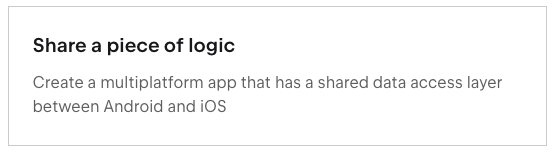 Share a piece of logic
Create a multiplatform app that has a shared data access layer
between Android and iOS